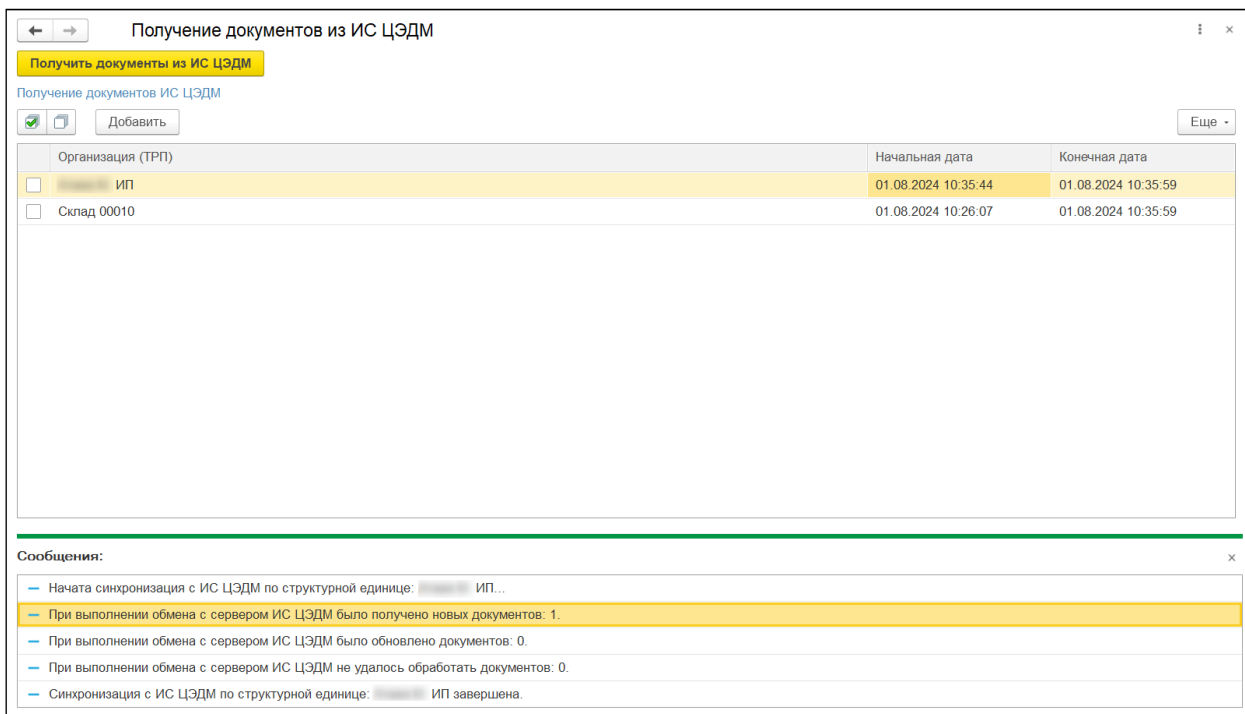 Получение документов из ИС ЦЭДМ
Получить документы из ИС ЦЭДМ
Получение документов ИС ЦЭДМ
Добавить
Еще
Организация (ТРП) Начальная дата Конечная дата
ИП 01.08.2024 10:35:44 01.08.2024 10:35:59
Склад 00010 01.08.2024 10:26:07 01.08.2024 10:35:59
Сообщения:
Начата синхронизация с ИС ЦЭДМ по структурной единице: ИП...
При выполнении обмена с сервером ИС ЦЭДМ было получено новых документов: 1.
При выполнении обмена с сервером ИС ЦЭДМ было обновлено документов: 0.
При выполнении обмена с сервером ИС ЦЭДМ не удалось обработать документов: 0.
Синхронизация с ИС ЦЭДМ по структурной единице: ИП завершена.